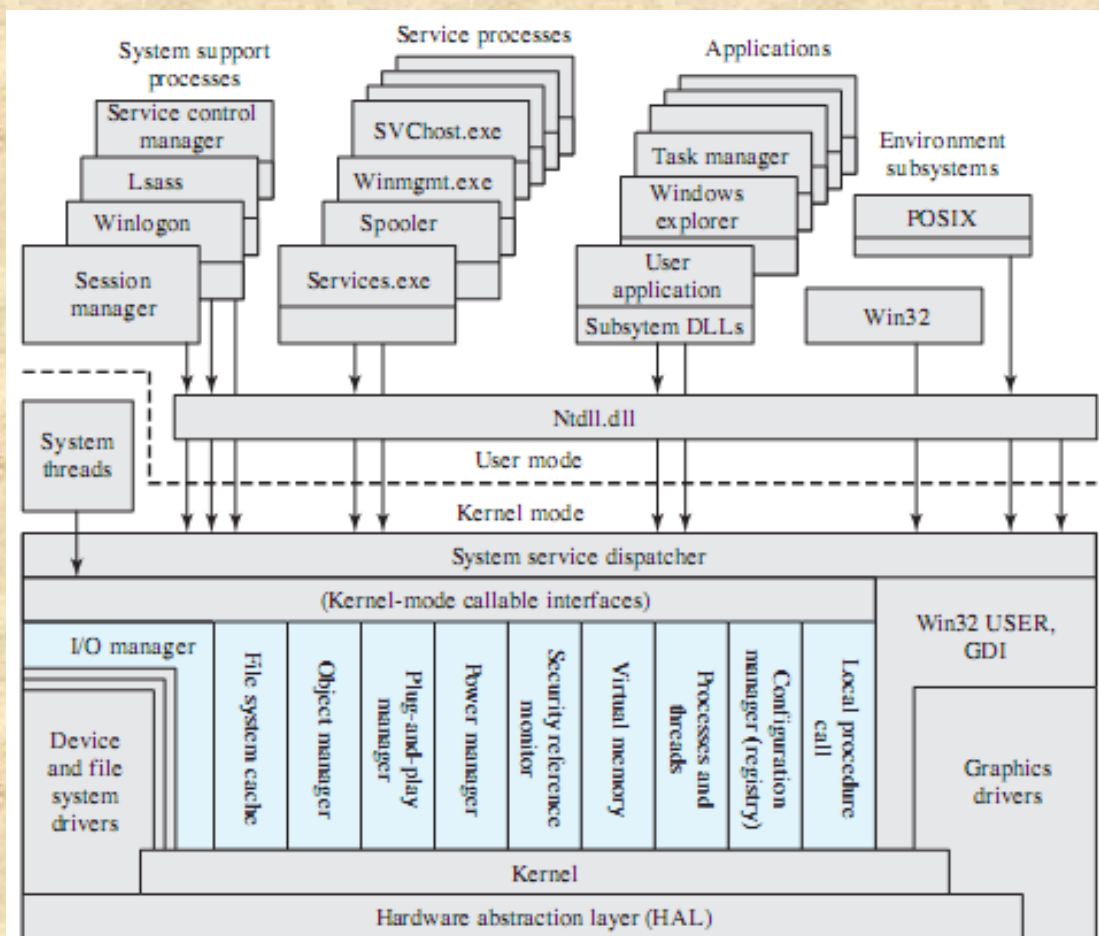 System support
processes
Service processes
Applications
Environment
subsystems
Service control
manager
Lsass
Winlogon
Session
manager
SVChost.exe
Winmgmt.exe
Spooler
Services.exe
Task manager
Windows
explorer
User
application
Subsytem DLLs
POSIX
Win32
Ntdll.dll
System
threads
User mode
Kernel mode
System service dispatcher
(Kernel-mode callable interfaces)
I/O manager
Device
and file
system
drivers
File system cache
Object manager
Plug-and-play
manager
Power manager
Security reference
monitor
Virtual memory
Processes and
threads
Configuration
manager (registry)
Local procedure
call
Win32 USER,
GDI
Graphics
drivers
Kernel
Hardware abstraction layer (HAL)